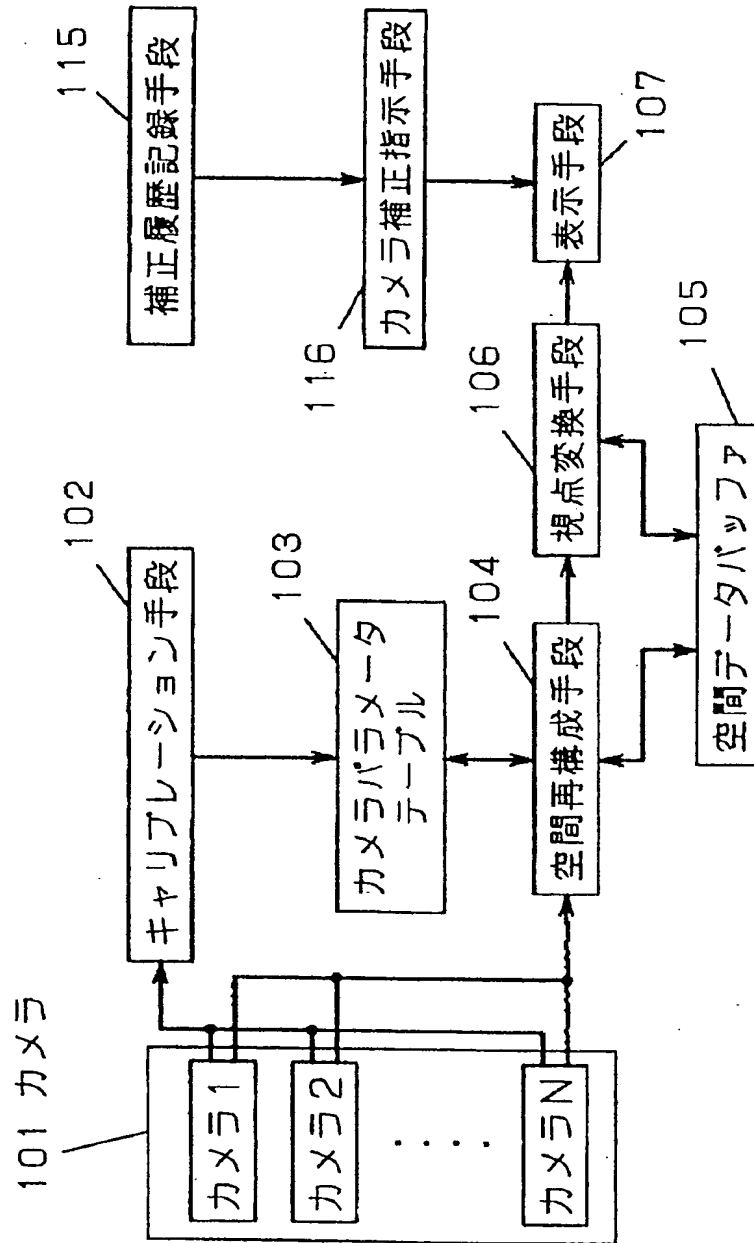 101 カメラ
カメラ1
カメラ2
・・・・
カメラN
102
キャリブレーション手段
103
カメラパラメータ
テーブル
104
空間再構成手段
105
空間データバッファ
106
視点変換手段
107
表示手段
115
補正履歴記録手段
116
カメラ補正指示手段